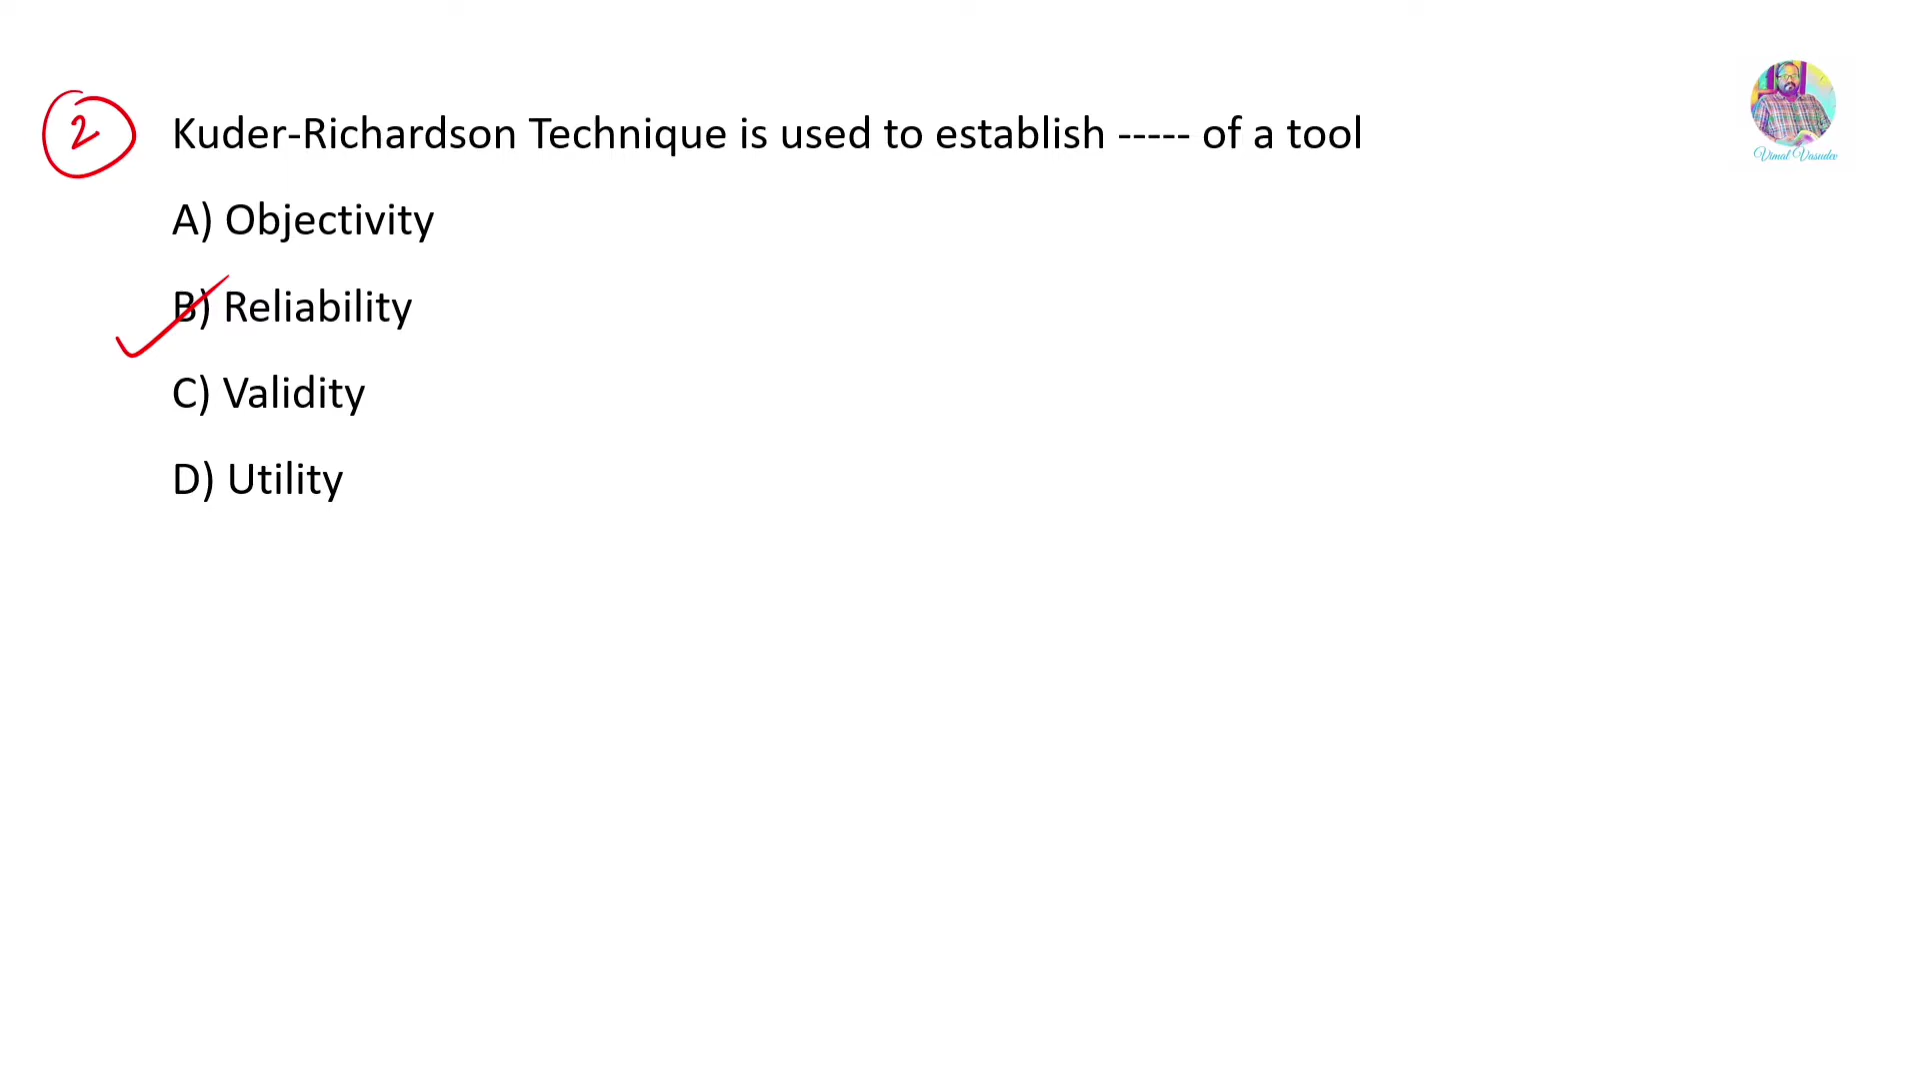 2 Kuder-Richardson Technique is used to establish ----- of a tool
A) Objectivity
B) Reliability
C) Validity
D) Utility
Vimal Vasudev